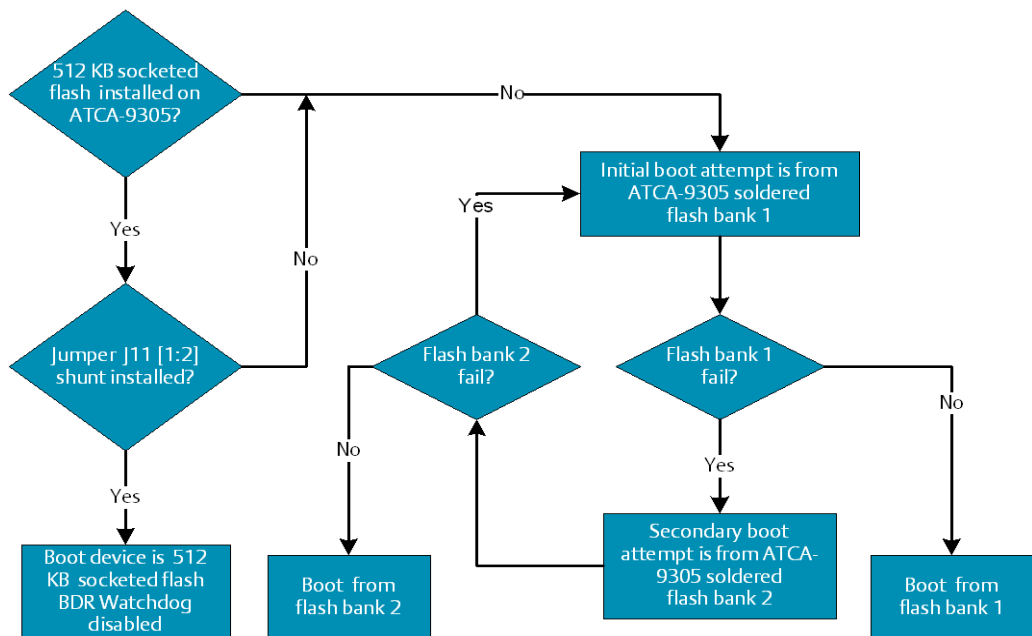 512 KB socketed
flash installed on
ATCA-9305?
No
Yes
Initial boot attempt is from
ATCA-9305 soldered
flash bank 1
Yes
No
Jumper J11 [1:2]
shunt installed?
Flash bank 2
fail?
Flash bank 1
fail?
No
No
Yes
Yes
Boot device is 512
KB socketed flash
BDR Watchdog
disabled
Boot from
flash bank 2
Secondary boot
attempt is from ATCA-
9305 soldered
flash bank 2
Boot from
flash bank 1